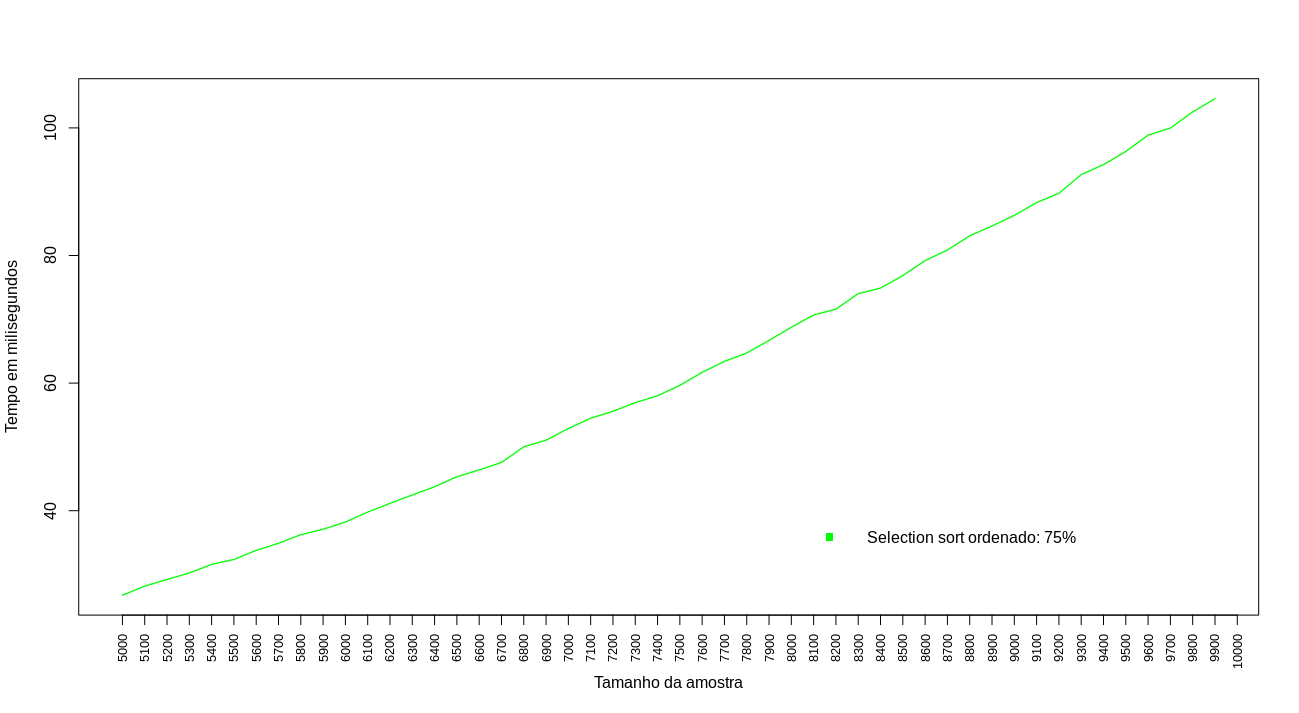 Tempo em milisegundos
100
80
60
40
Selection sort ordenado: 75%
5000 5100 5200 5300 5400 5500 5600 5700 5800 5900 6000 6100 6200 6300 6400 6500 6600 6700 6800 6900 7000 7100 7200 7300 7400 7500 7600 7700 7800 7900 8000 8100 8200 8300 8400 8500 8600 8700 8800 8900 9000 9100 9200 9300 9400 9500 9600 9700 9800 9900 10000
Tamanho da amostra